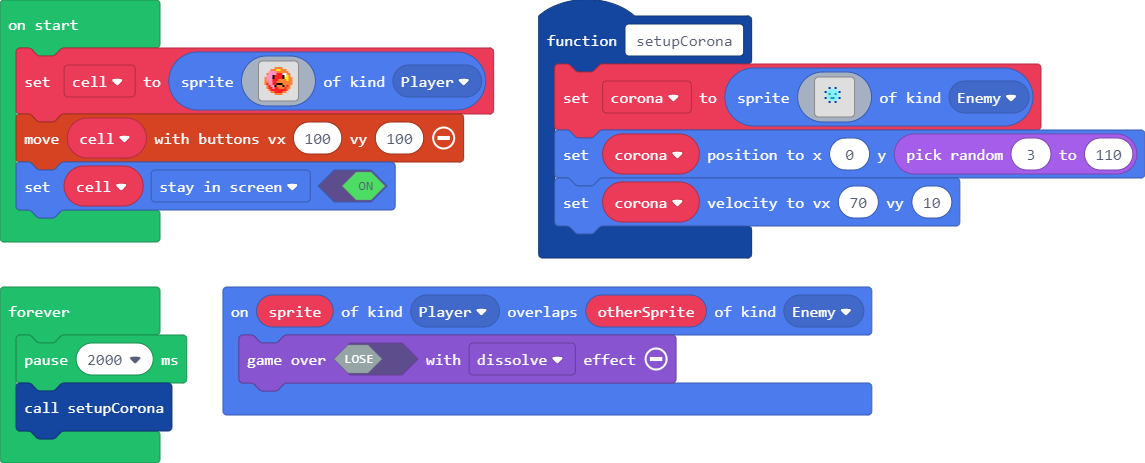 on start
set cell to sprite of kind Player
move cell with buttons vx 100 vy 100
set cell stay in screen ON
function setupCorona
set corona to sprite of kind Enemy
set corona position to x 0 y pick random 3 to 110
set corona velocity to vx 70 vy 10
forever
pause 2000 ms
call setupCorona
on sprite of kind Player overlaps otherSprite of kind Enemy
game over LOSE with dissolve effect